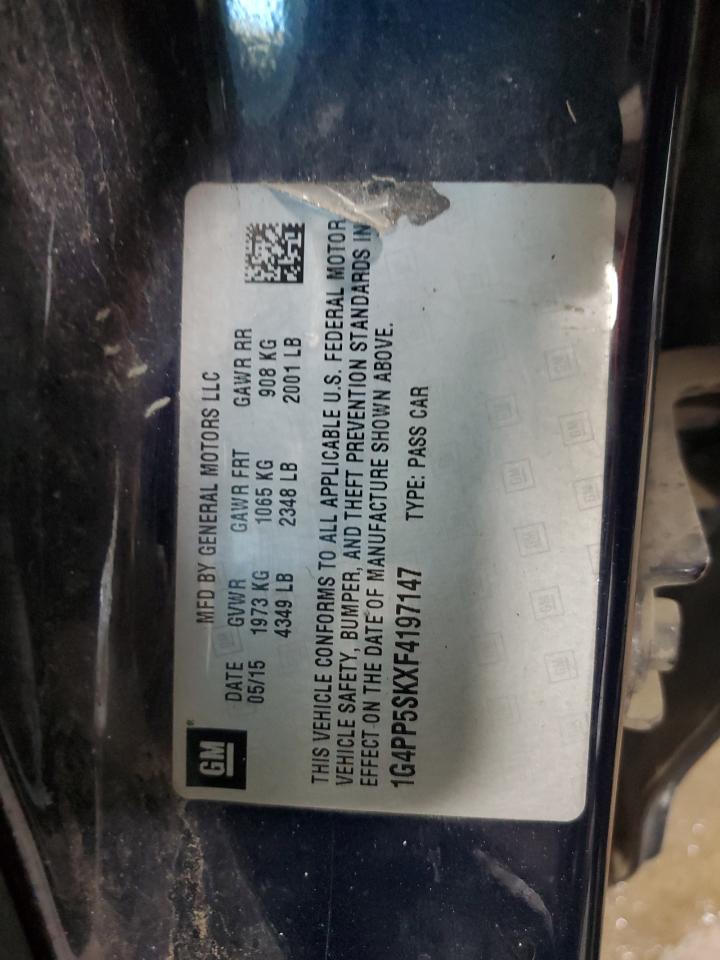 GM®
MFD BY GENERAL MOTORS LLC
DATE GVWR GAWR FRT GAWR RR
05/15 1973 KG 1065 KG 908 KG
4349 LB 2348 LB 2001 LB
THIS VEHICLE CONFORMS TO ALL APPLICABLE U.S. FEDERAL MOTOR
VEHICLE SAFETY, BUMPER, AND THEFT PREVENTION STANDARDS IN
EFFECT ON THE DATE OF MANUFACTURE SHOWN ABOVE.
1G4PP5SKXF4197147 TYPE: PASS CAR